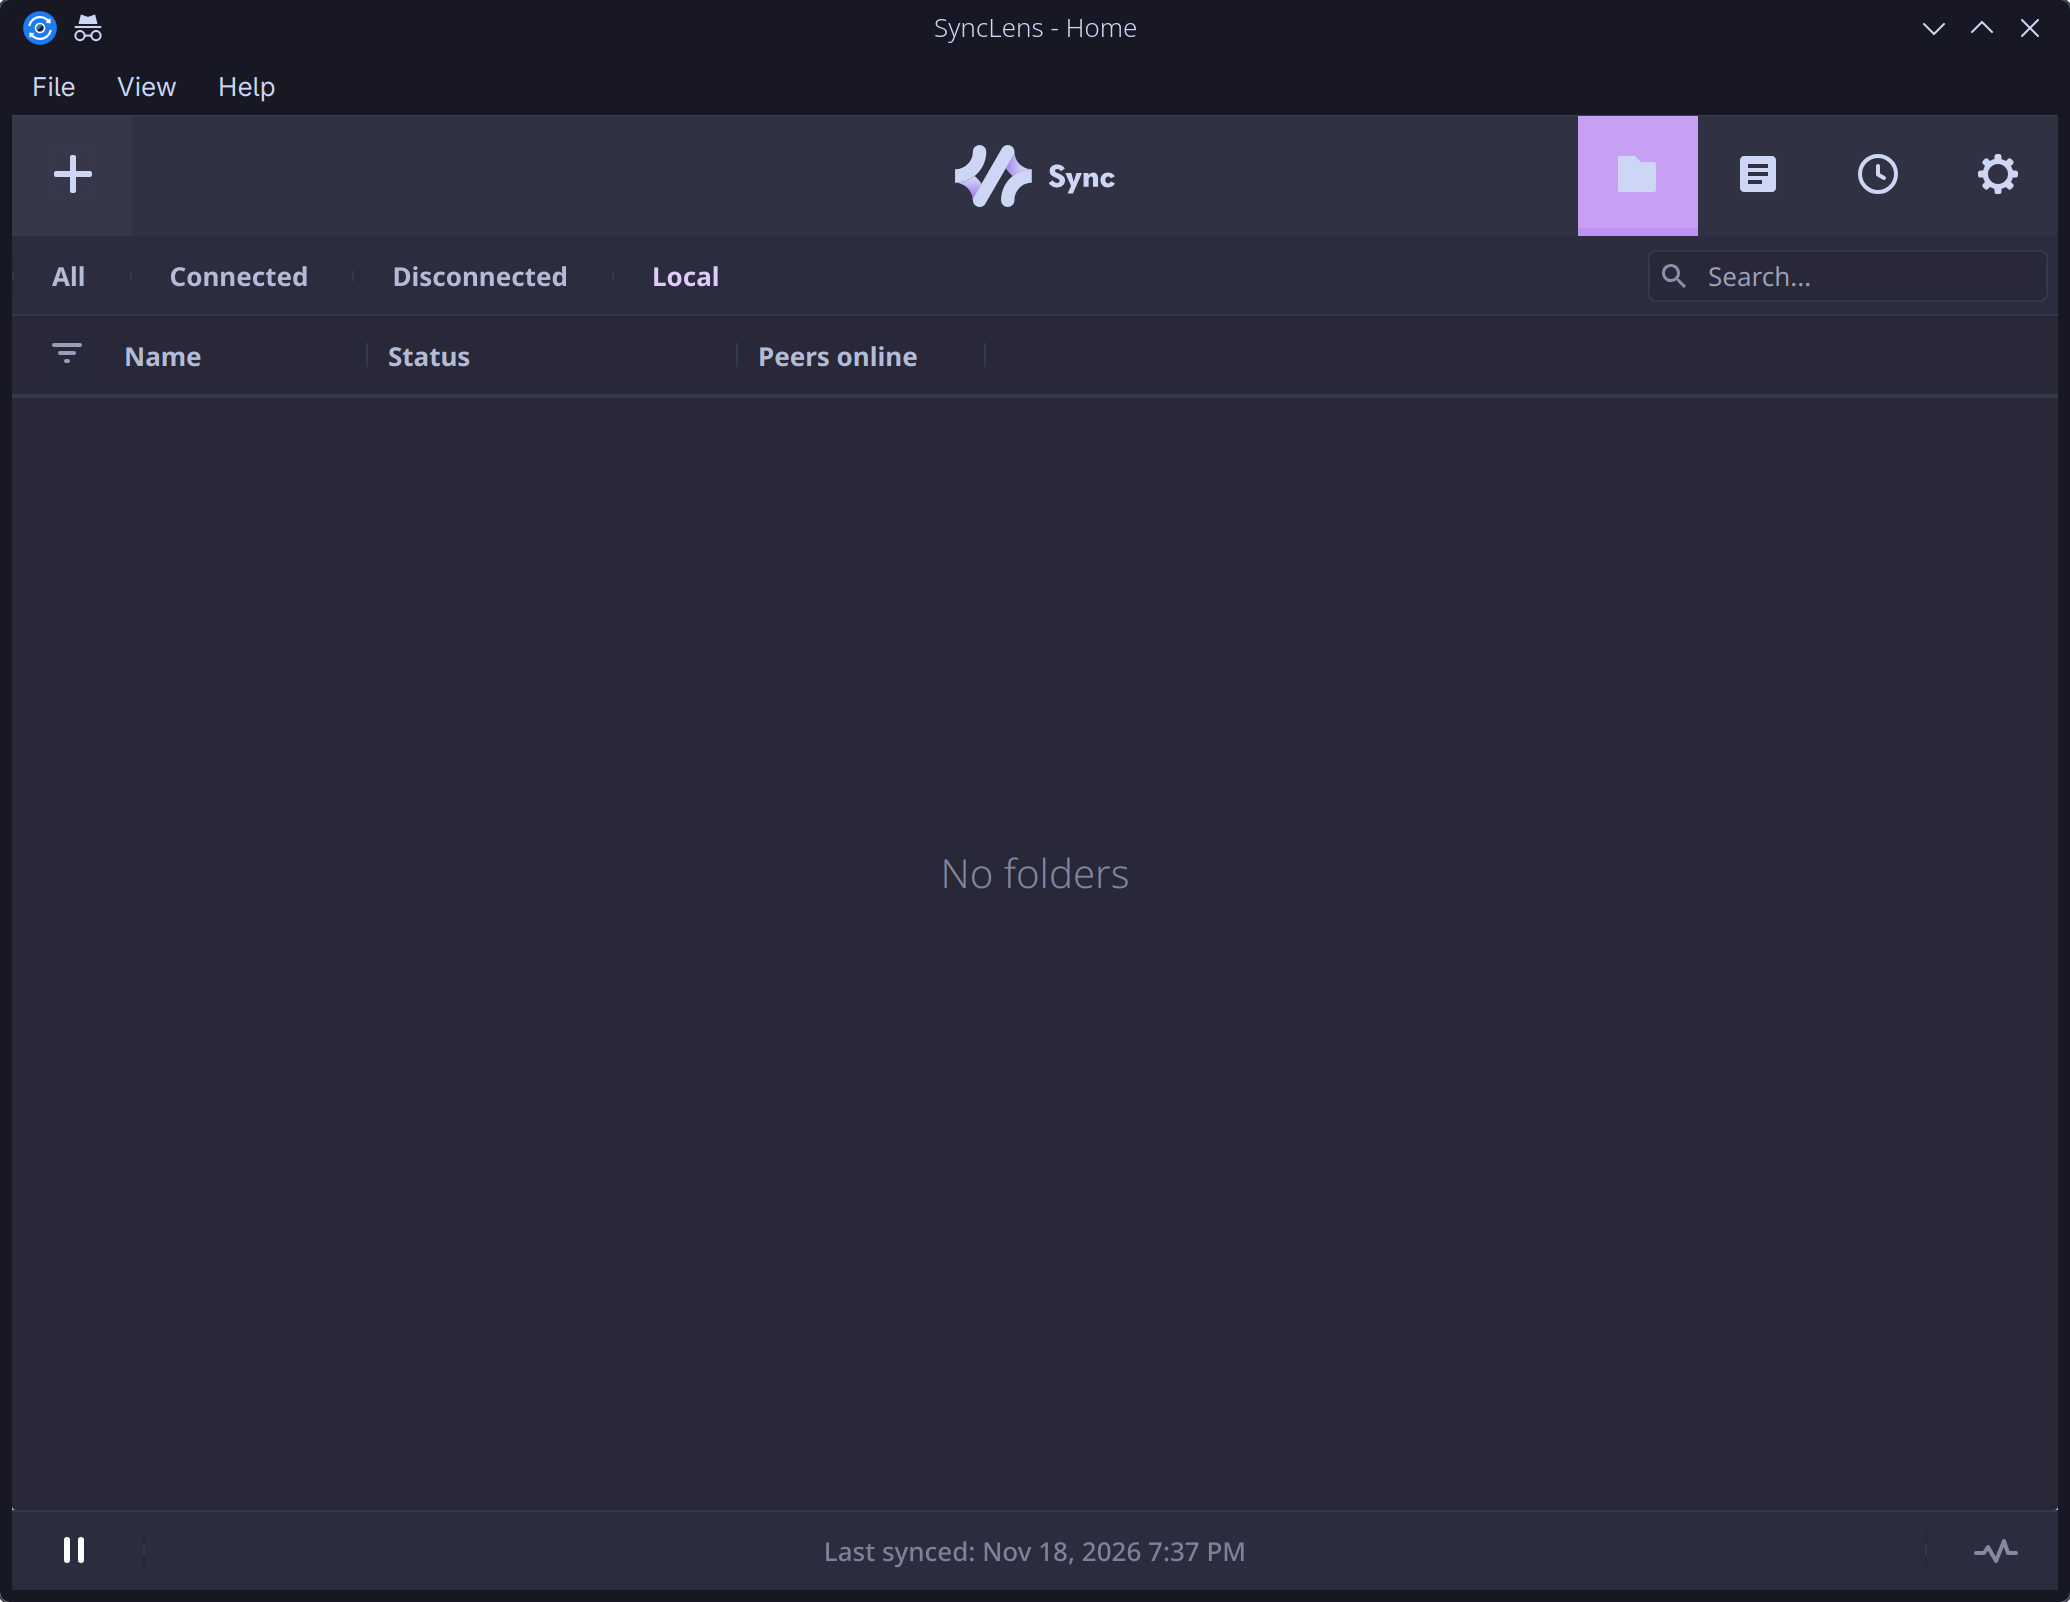 SyncLens - Home
File View Help
Sync
All Connected Disconnected Local Search...
Name Status Peers online
No folders
Last synced: Nov 18, 2026 7:37 PM